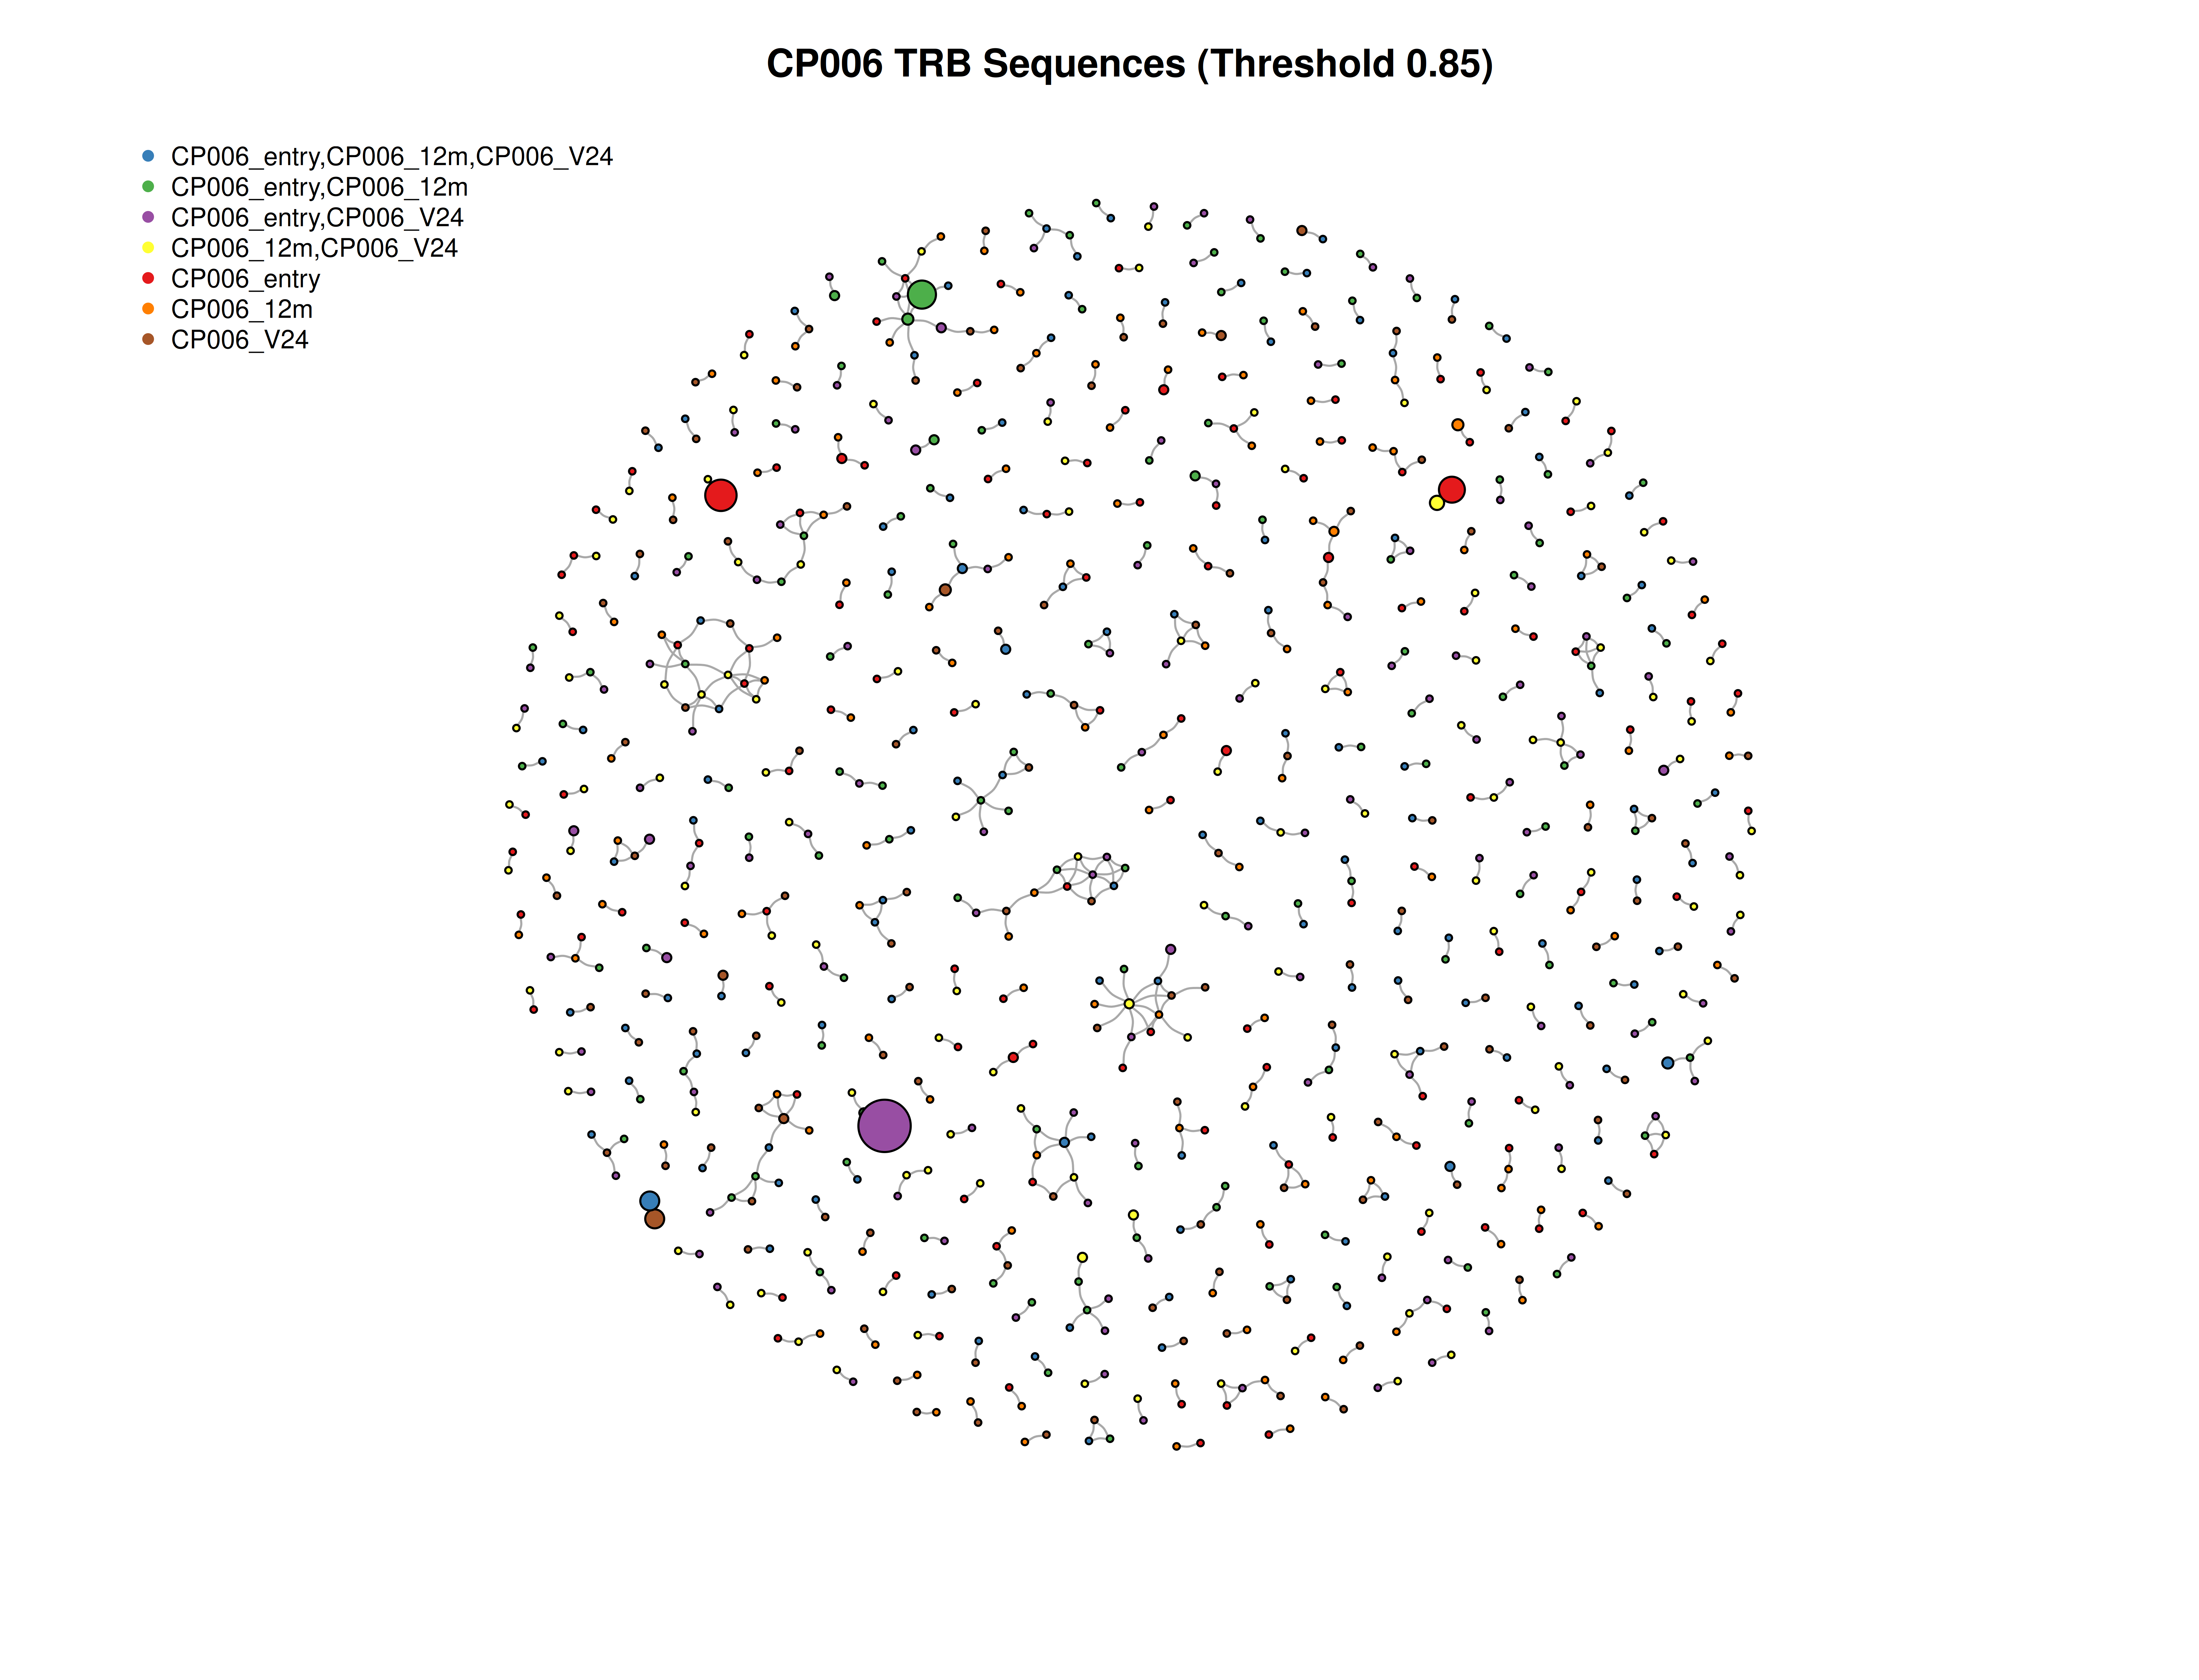 CP006 TRB Sequences (Threshold 0.85)
CP006_entry,CP006_12m,CP006_V24
CP006_entry,CP006_12m
CP006_entry,CP006_V24
CP006_12m,CP006_V24
CP006_entry
CP006_12m
CP006_V24